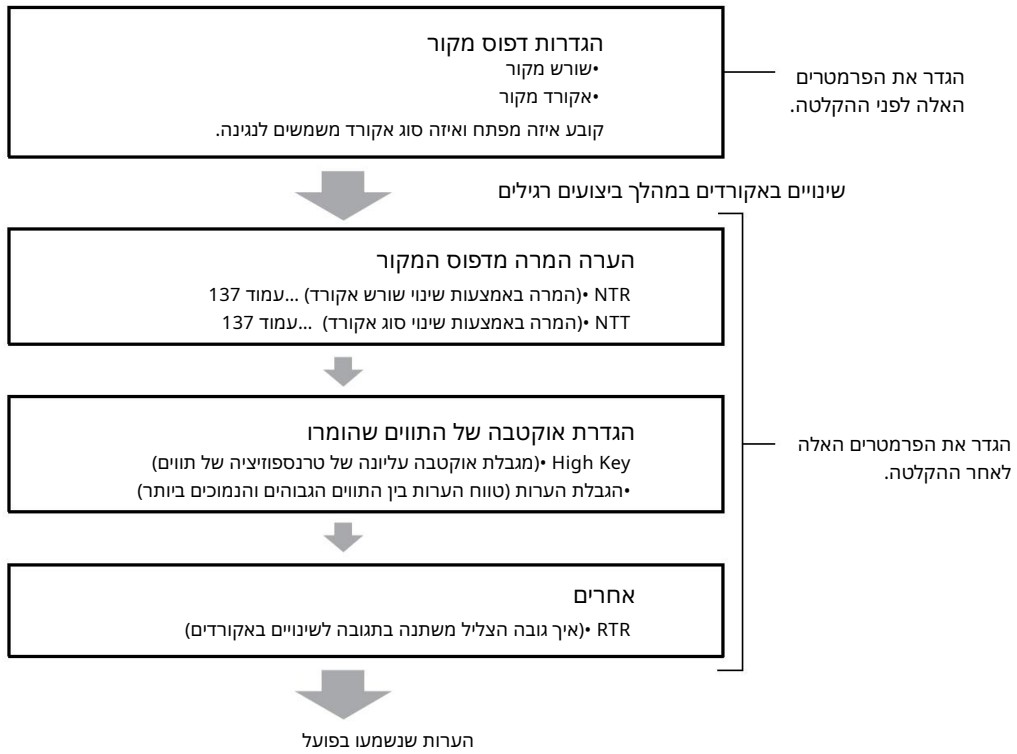 הגדרות דפוס מקור
•שורש מקור
•אקורד מקור
קובע איזה מפתח ואיזה סוג אקורד משמשים לנגינה.
הגדר את הפרמטרים
האלה לפני ההקלטה.
שינויים באקורדים במהלך ביצועים רגילים
הערה המרה מדפוס המקור
NTR •(המרה באמצעות שינוי שורש אקורד) ...עמוד 137
NTT •(המרה באמצעות שינוי סוג אקורד) ...עמוד 137
הגדרת אוקטבה של התווים שהומרו
High Key •(מגבלת אוקטבה עליונה של טרנספוזיציה של תווים)
•הגבלת הערות (טווח הערות בין התווים הגבוהים והנמוכים ביותר)
הגדר את הפרמטרים האלה
לאחר ההקלטה.
אחרים
RTR •(איך גובה הצליל משתנה בתגובה לשינויים באקורדים)
הערות שנשמעו בפועל